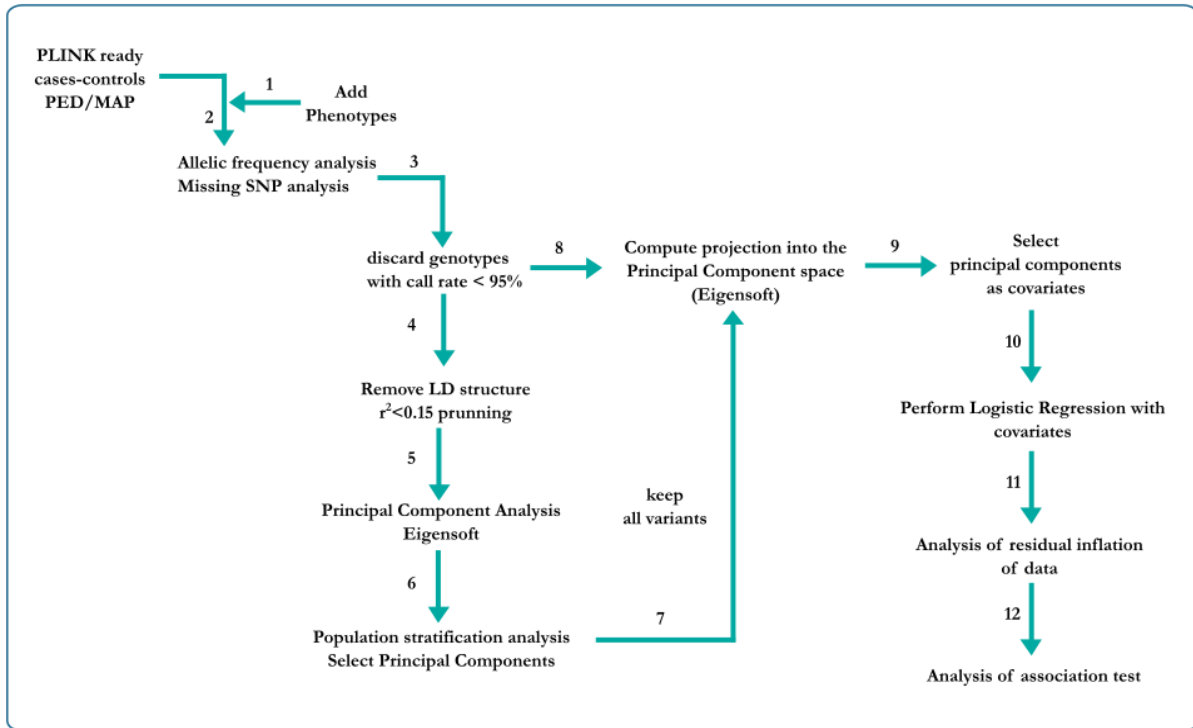 PLINK ready
cases-controls
PED/MAP
1
2
Add
Phenotypes
Allelic frequency analysis
Missing SNP analysis
3
discard genotypes
with call rate < 95%
8
4
Remove LD structure
r²<0.15 prunning
5
Principal Component Analysis
Eigensoft
6
Population stratification analysis
Select Principal Components
7
keep
all variants
Compute projection into the
Principal Component space
(Eigensoft)
9
Select
principal components
as covariates
10
Perform Logistic Regression with
covariates
11
Analysis of residual inflation
of data
12
Analysis of association test